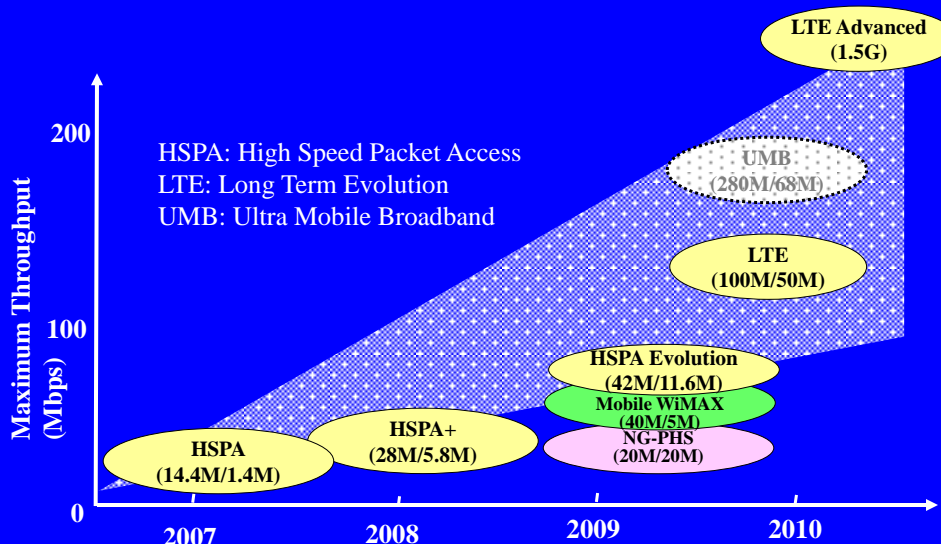 LTE Advanced
(1.5G)
200
HSPA: High Speed Packet Access
LTE: Long Term Evolution
UMB: Ultra Mobile Broadband
UMB
(280M/68M)
LTE
(100M/50M)
Maximum Throughput
(Mbps)
100
HSPA Evolution
(42M/11.6M)
Mobile WiMAX
(40M/5M)
NG-PHS
(20M/20M)
HSPA+
(28M/5.8M)
HSPA
(14.4M/1.4M)
0
2007
2008
2009
2010